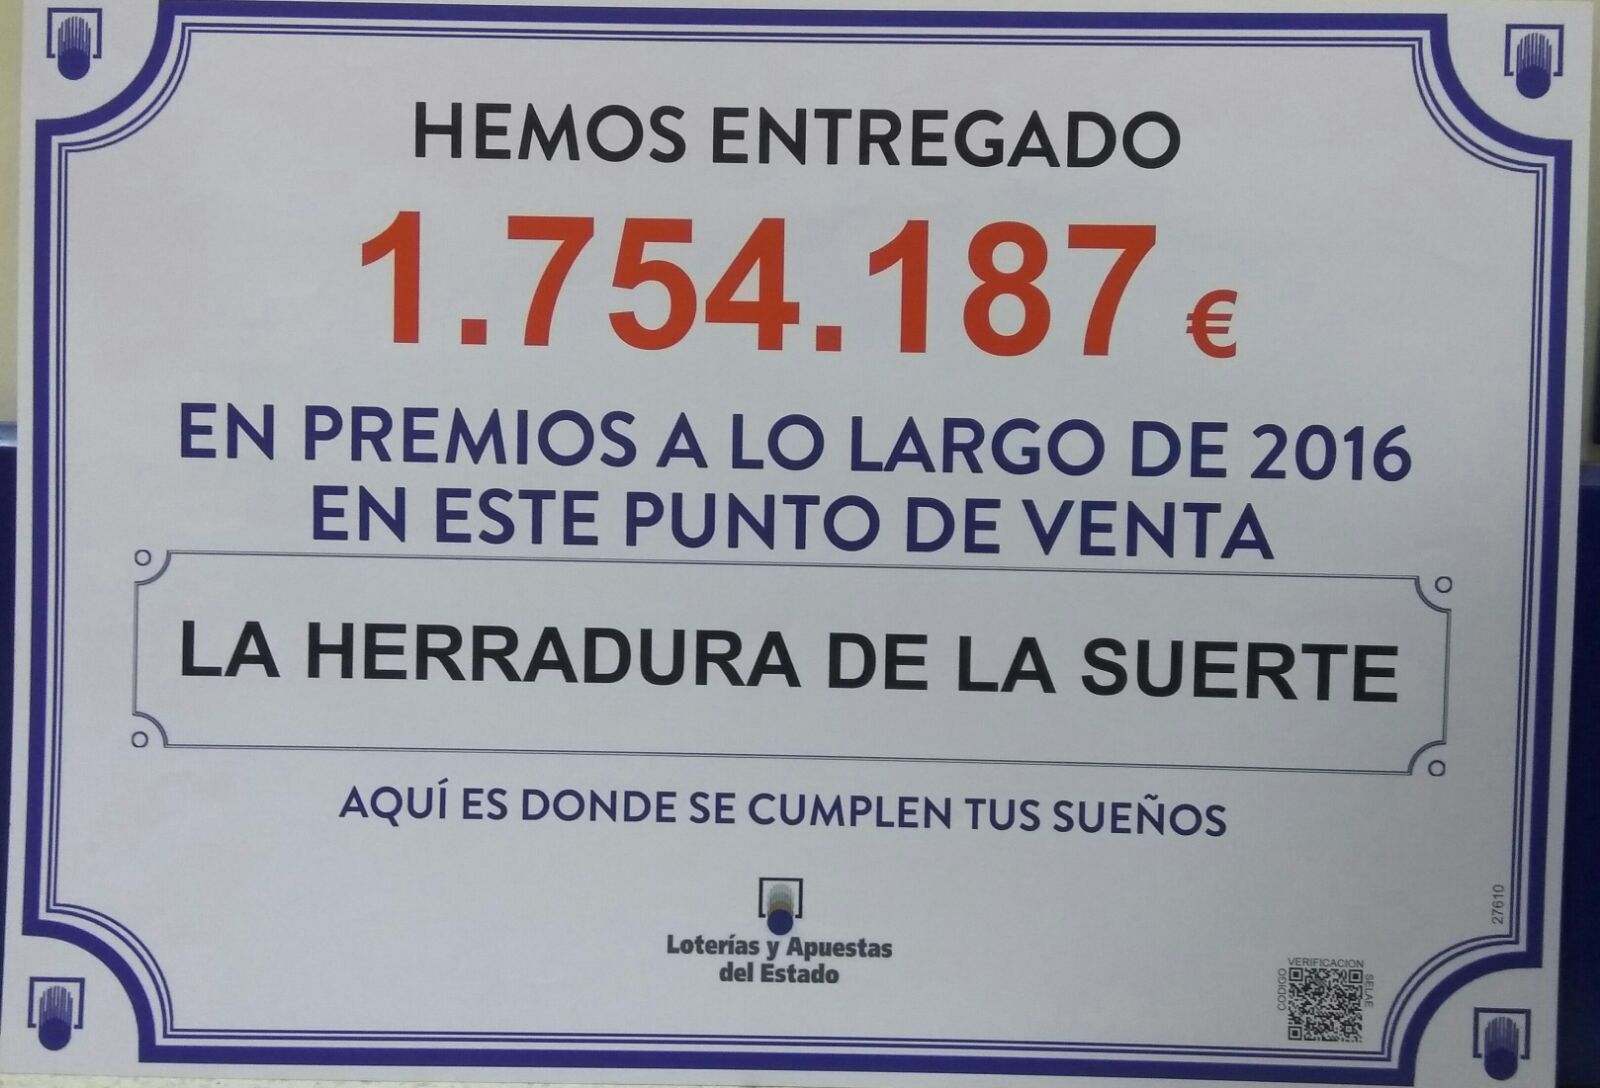 HEMOS ENTREGADO
1.754.187 €
EN PREMIOS A LO LARGO DE 2016
EN ESTE PUNTO DE VENTA
LA HERRADURA DE LA SUERTE
AQUÍ ES DONDE SE CUMPLEN TUS SUEÑOS
Loterías y Apuestas
del Estado
27610
VERIFICACION
CODIGO
SELAE